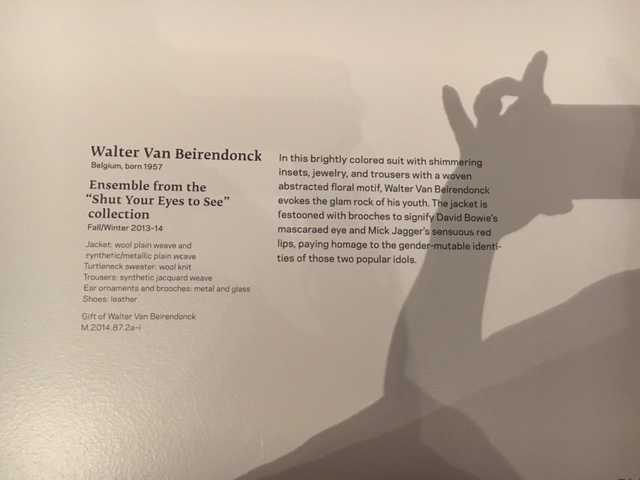 Walter Van Beirendonck
Belgium, born 1957
Ensemble from the
“Shut Your Eyes to See”
collection
Fall/Winter 2013-14
Jacket: wool plain weave and
synthetic/metallic plain weave
Turtleneck sweater: wool knit
Trousers: synthetic jacquard weave
Ear ornaments and brooches: metal and glass
Shoes: leather
Gift of Walter Van Beirendonck
M.2014.87.2a-i
In this brightly colored suit with shimmering
insets, jewelry, and trousers with a woven
abstracted floral motif, Walter Van Beirendonck
evokes the glam rock of his youth. The jacket is
festooned with brooches to signify David Bowie's
mascaraed eye and Mick Jagger's sensuous red
lips, paying homage to the gender-mutable identi-
ties of those two popular idols.